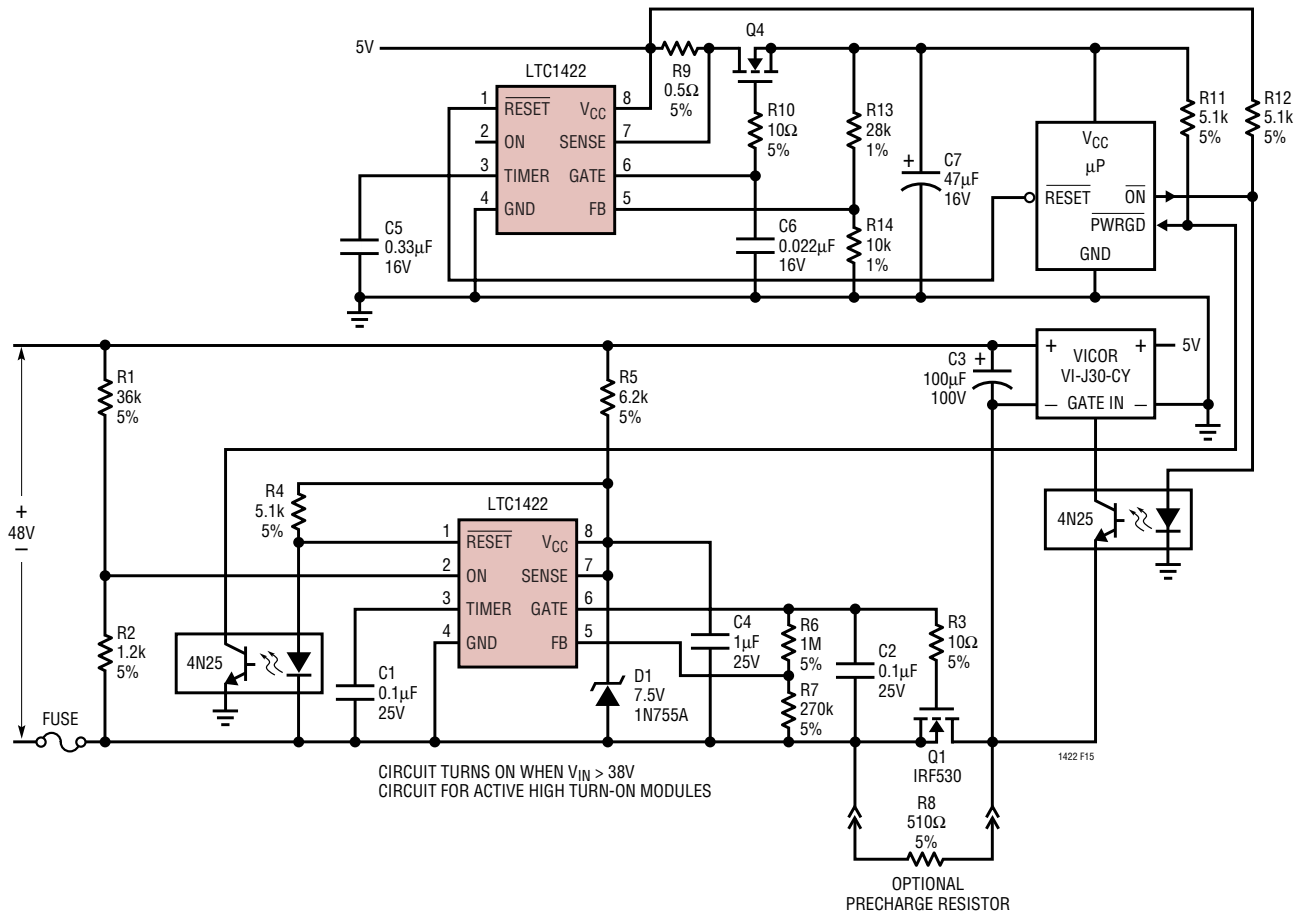 5V
LTC1422
1
RESET
VCC
8
2
ON
SENSE
7
3
TIMER
GATE
6
4
GND
FB
5
R9
0.5Ω
5%
Q4
R10
10Ω
5%
R13
28k
1%
C7
47µF
16V
+
R11
5.1k
5%
R12
5.1k
5%
VCC
µP
RESET
ON
PWRGD
GND
C5
0.33µF
16V
C6
0.022µF
16V
R14
10k
1%
R1
36k
5%
R5
6.2k
5%
C3
100µF
100V
+
+
VICOR
+
5V
VI-J30-CY
–
GATE IN
–
+
48V
–
R4
5.1k
5%
LTC1422
1
RESET
VCC
8
2
ON
SENSE
7
3
TIMER
GATE
6
4
GND
FB
5
4N25
R2
1.2k
5%
4N25
C1
0.1µF
25V
D1
7.5V
1N755A
C4
1µF
25V
R6
1M
5%
R7
270k
5%
C2
0.1µF
25V
R3
10Ω
5%
FUSE
Q1
IRF530
1422 F15
CIRCUIT TURNS ON WHEN VIN > 38V
CIRCUIT FOR ACTIVE HIGH TURN-ON MODULES
R8
510Ω
5%
OPTIONAL
PRECHARGE RESISTOR